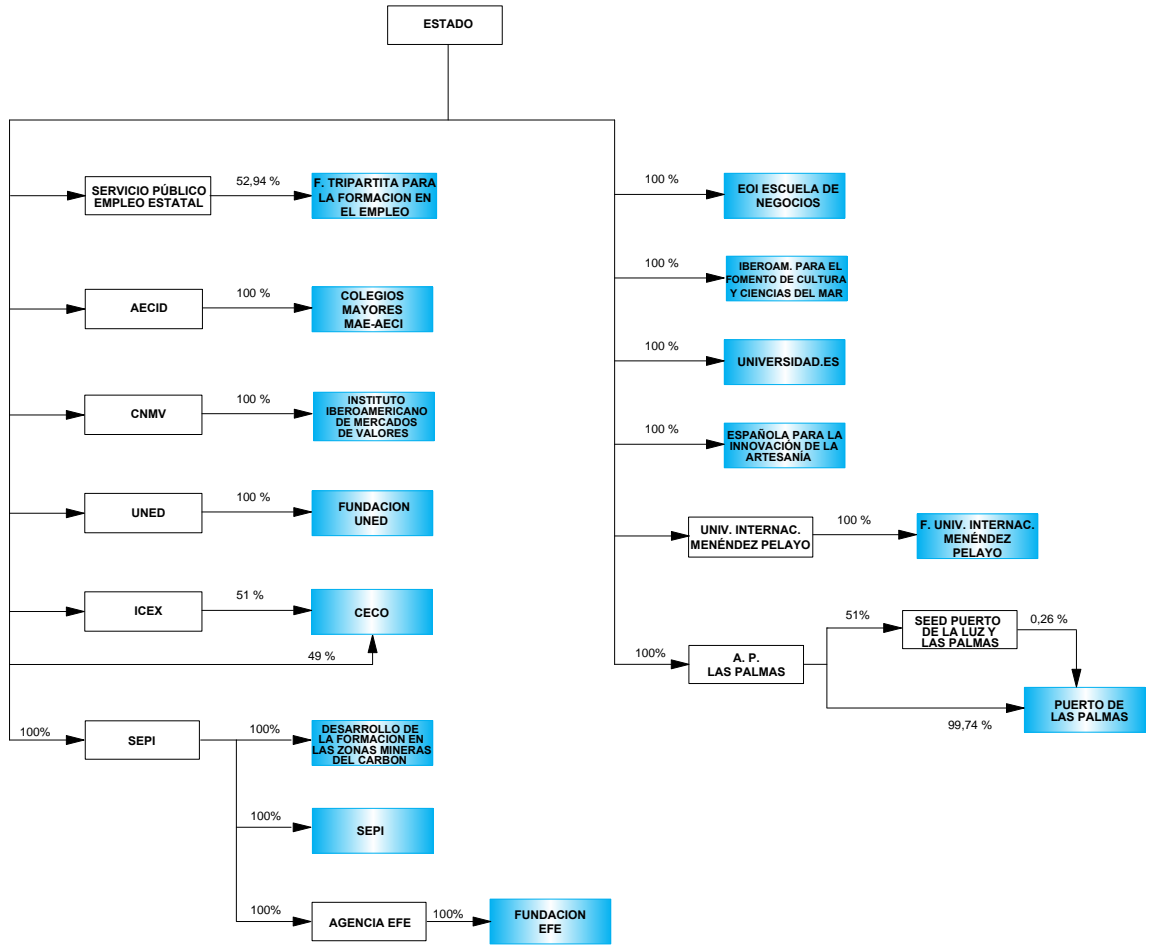 ESTADO
SERVICIO PÚBLICO
EMPLEO ESTATAL
52,94 %
F. TRIPARTITA PARA
LA FORMACION EN
EL EMPLEO
AECID
100 %
COLEGIOS
MAYORES
MAE-AECI
CNMV
100 %
INSTITUTO
IBEROAMERICANO
DE MERCADOS
DE VALORES
UNED
100 %
FUNDACION
UNED
ICEX
51 %
CECO
49 %
100%
SEPI
100%
DESARROLLO DE
LA FORMACION EN
LAS ZONAS MINERAS
DEL CARBON
100%
SEPI
100%
AGENCIA EFE
100%
FUNDACION
EFE
100 %
EOI ESCUELA DE
NEGOCIOS
100 %
IBEROAM. PARA EL
FOMENTO DE CULTURA
Y CIENCIAS DEL MAR
100 %
UNIVERSIDAD.ES
100 %
ESPAÑOLA PARA LA
INNOVACIÓN DE LA
ARTESANÍA
UNIV. INTERNAC.
MENÉNDEZ PELAYO
100 %
F. UNIV. INTERNAC.
MENÉNDEZ
PELAYO
100%
A. P.
LAS PALMAS
51%
SEED PUERTO
DE LA LUZ Y
LAS PALMAS
0,26 %
99,74 %
PUERTO DE
LAS PALMAS